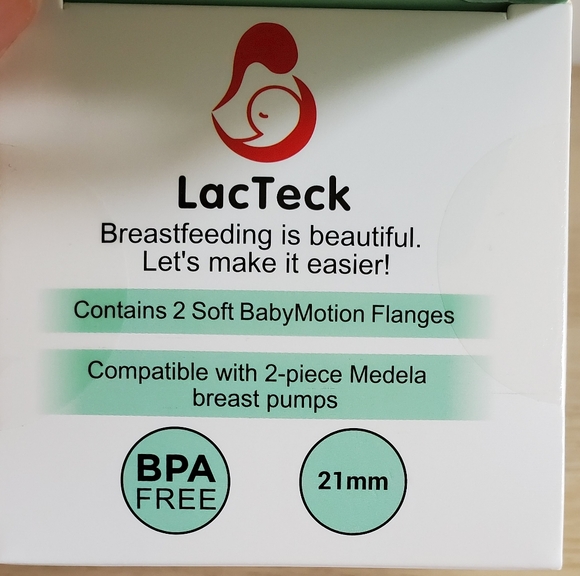 LacTeck
Breastfeeding is beautiful.
Let's make it easier!
Contains 2 Soft BabyMotion Flanges
Compatible with 2-piece Medela
breast pumps
BPA
FREE
21mm